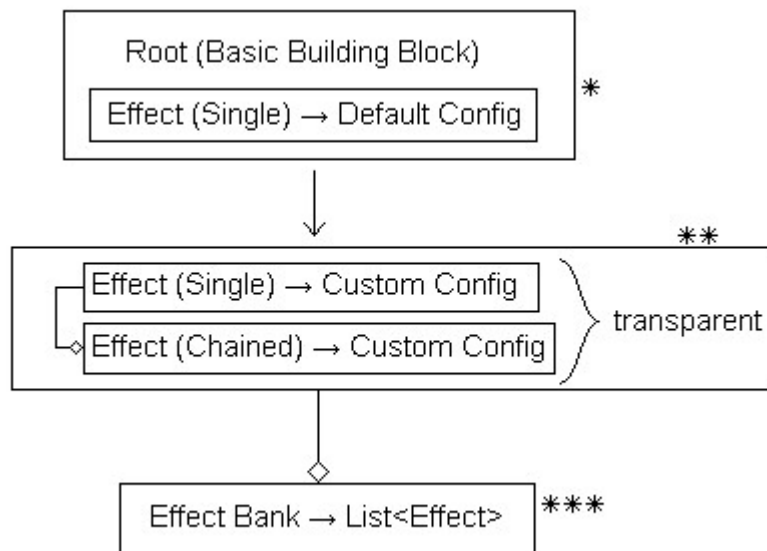 Root (Basic Building Block)
*
Effect (Single) → Default Config
**
Effect (Single) → Custom Config
transparent
Effect (Chained) → Custom Config
Effect Bank → List<Effect>
***